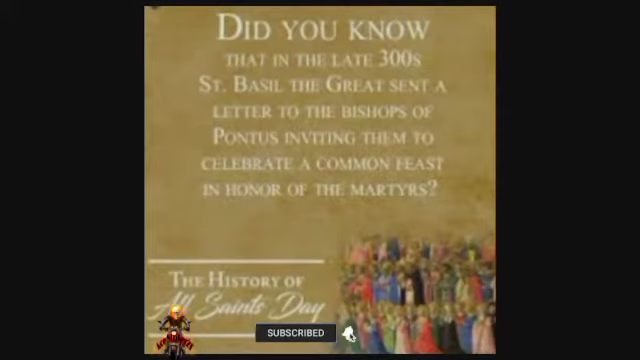 DID YOU KNOW
THAT IN THE LATE 300S
ST. BASIL THE GREAT SENT A
LETTER TO THE BISHOPS OF
PONTUS INVITING THEM TO
CELEBRATE A COMMON FEAST
IN HONOR OF THE MARTYRS?
THE HISTORY OF
All Saints Day
SUBSCRIBED